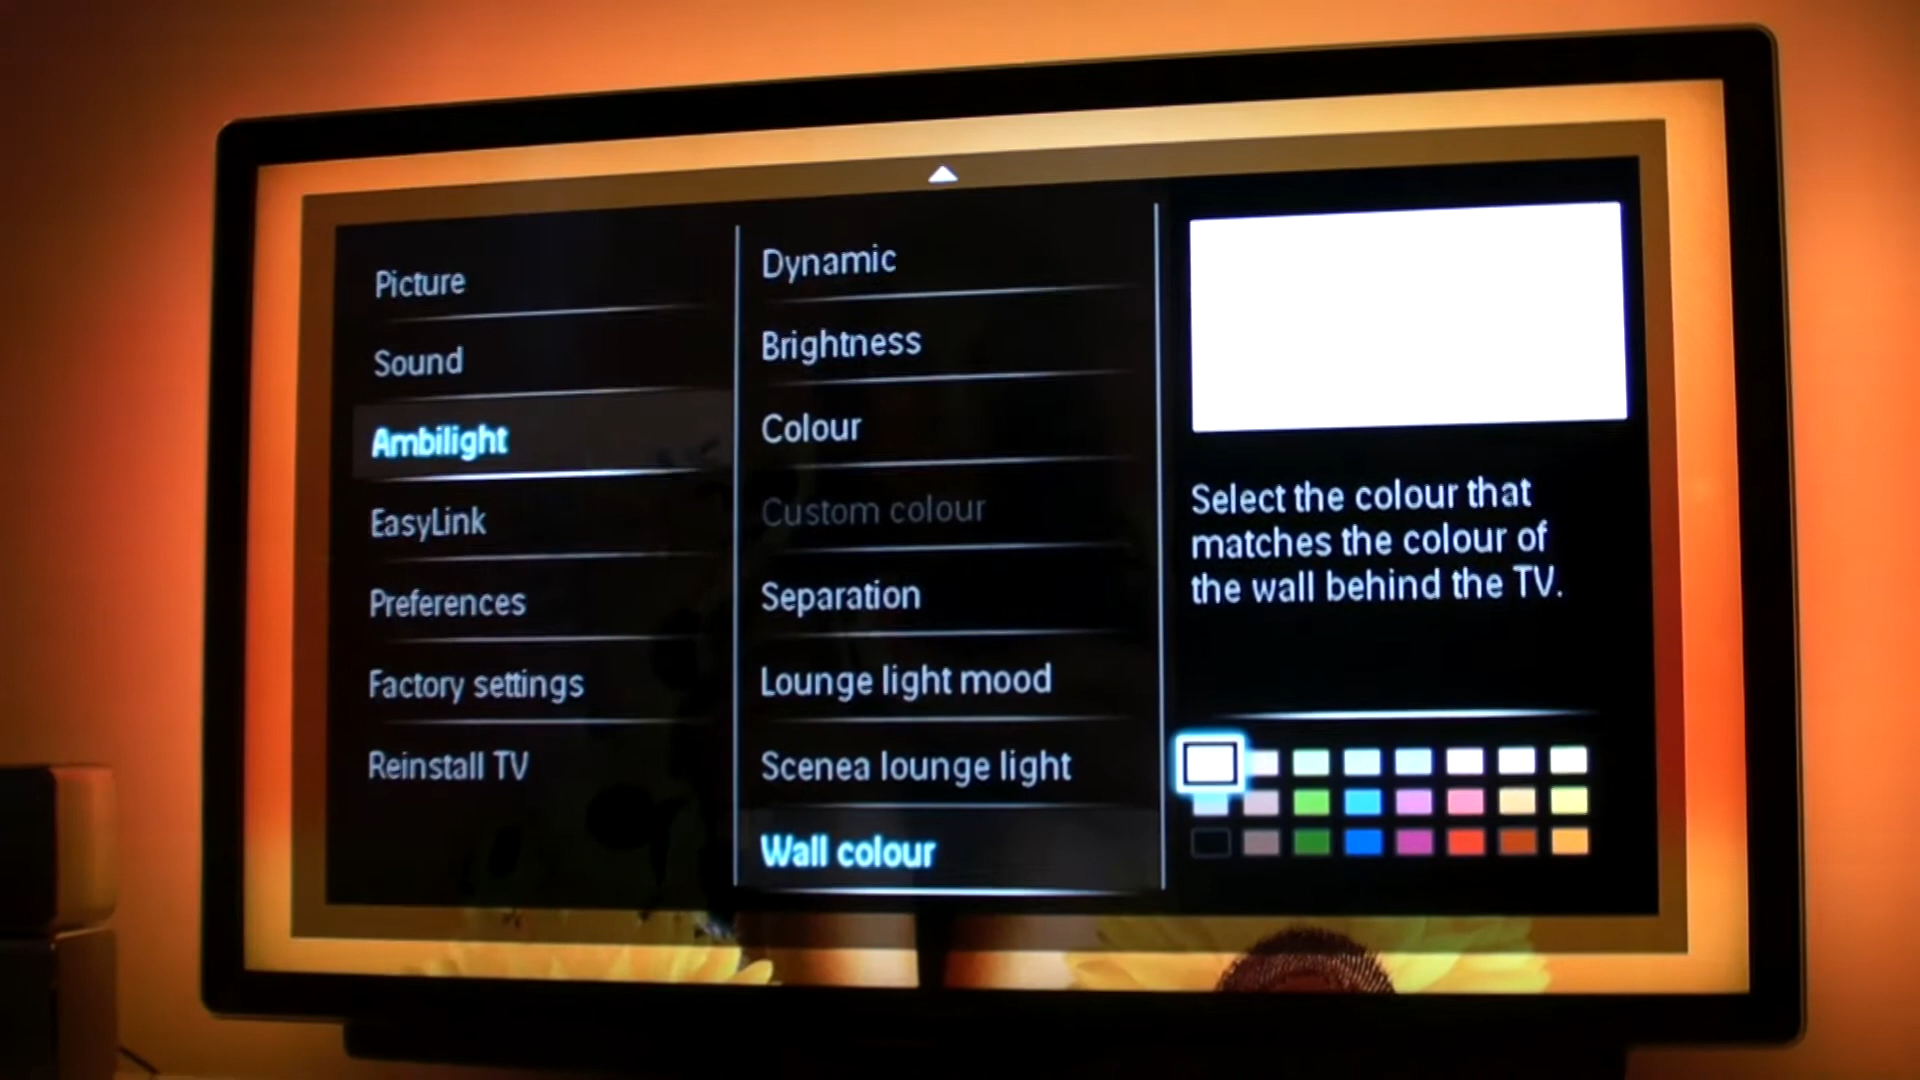 Picture
Sound
Ambilight
EasyLink
Preferences
Factory settings
Reinstall TV
Dynamic
Brightness
Colour
Custom colour
Separation
Lounge light mood
Scenea lounge light
Wall colour
Select the colour that
matches the colour of
the wall behind the TV.